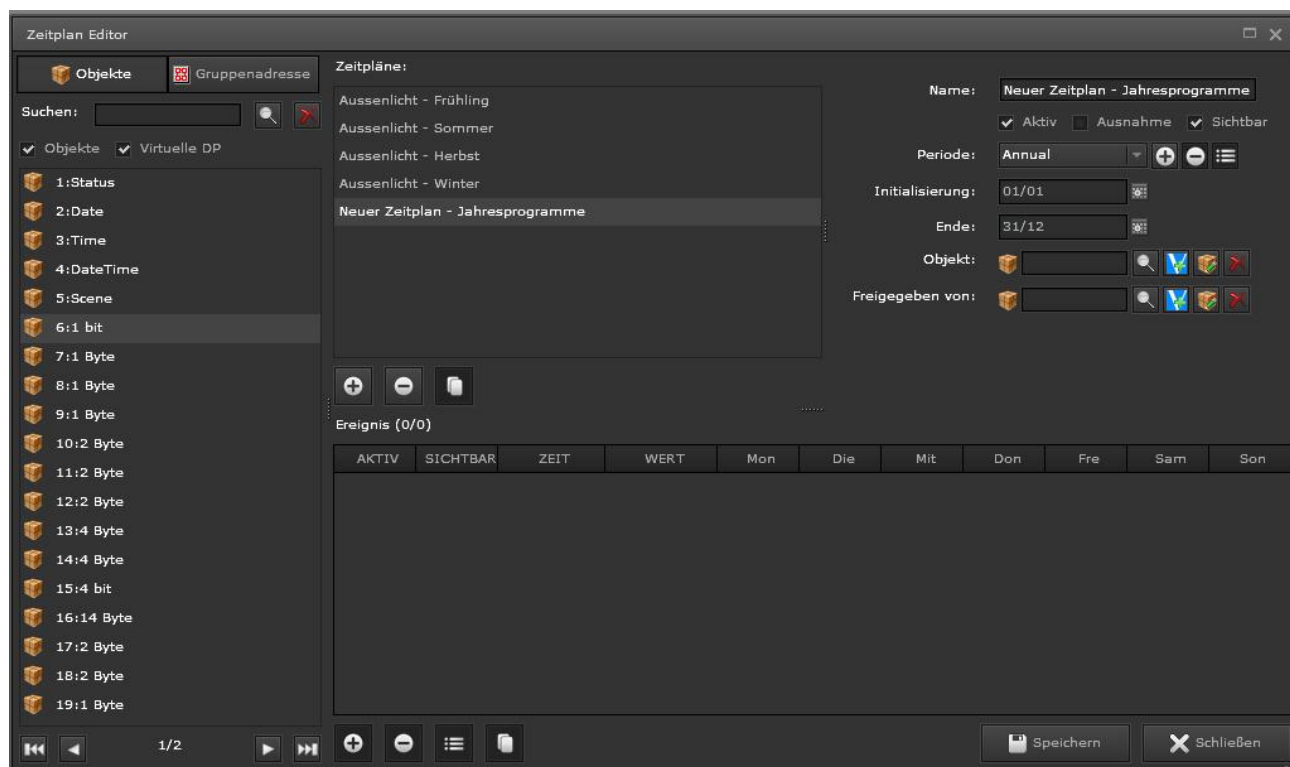 Zeitplan Editor
Objekte
Gruppenadresse
Suchen:
Objekte
Virtuelle DP
1:Status
2:Date
3:Time
4:DateTime
5:Scene
6:1 bit
7:1 Byte
8:1 Byte
9:1 Byte
10:2 Byte
11:2 Byte
12:2 Byte
13:4 Byte
14:4 Byte
15:4 bit
16:14 Byte
17:2 Byte
18:2 Byte
19:1 Byte
1/2
Zeitpläne:
Aussenlicht - Frühling
Aussenlicht - Sommer
Aussenlicht - Herbst
Aussenlicht - Winter
Neuer Zeitplan - Jahresprogramme
Name: Neuer Zeitplan - Jahresprogramme
Aktiv Ausnahme Sichtbar
Periode: Annual
Initialisierung: 01/01
Ende: 31/12
Objekt:
Freigegeben von:
Ereignis (0/0)
AKTIV SICHTBAR ZEIT WERT Mon Die Mit Don Fre Sam Son
Speichern
Schließen